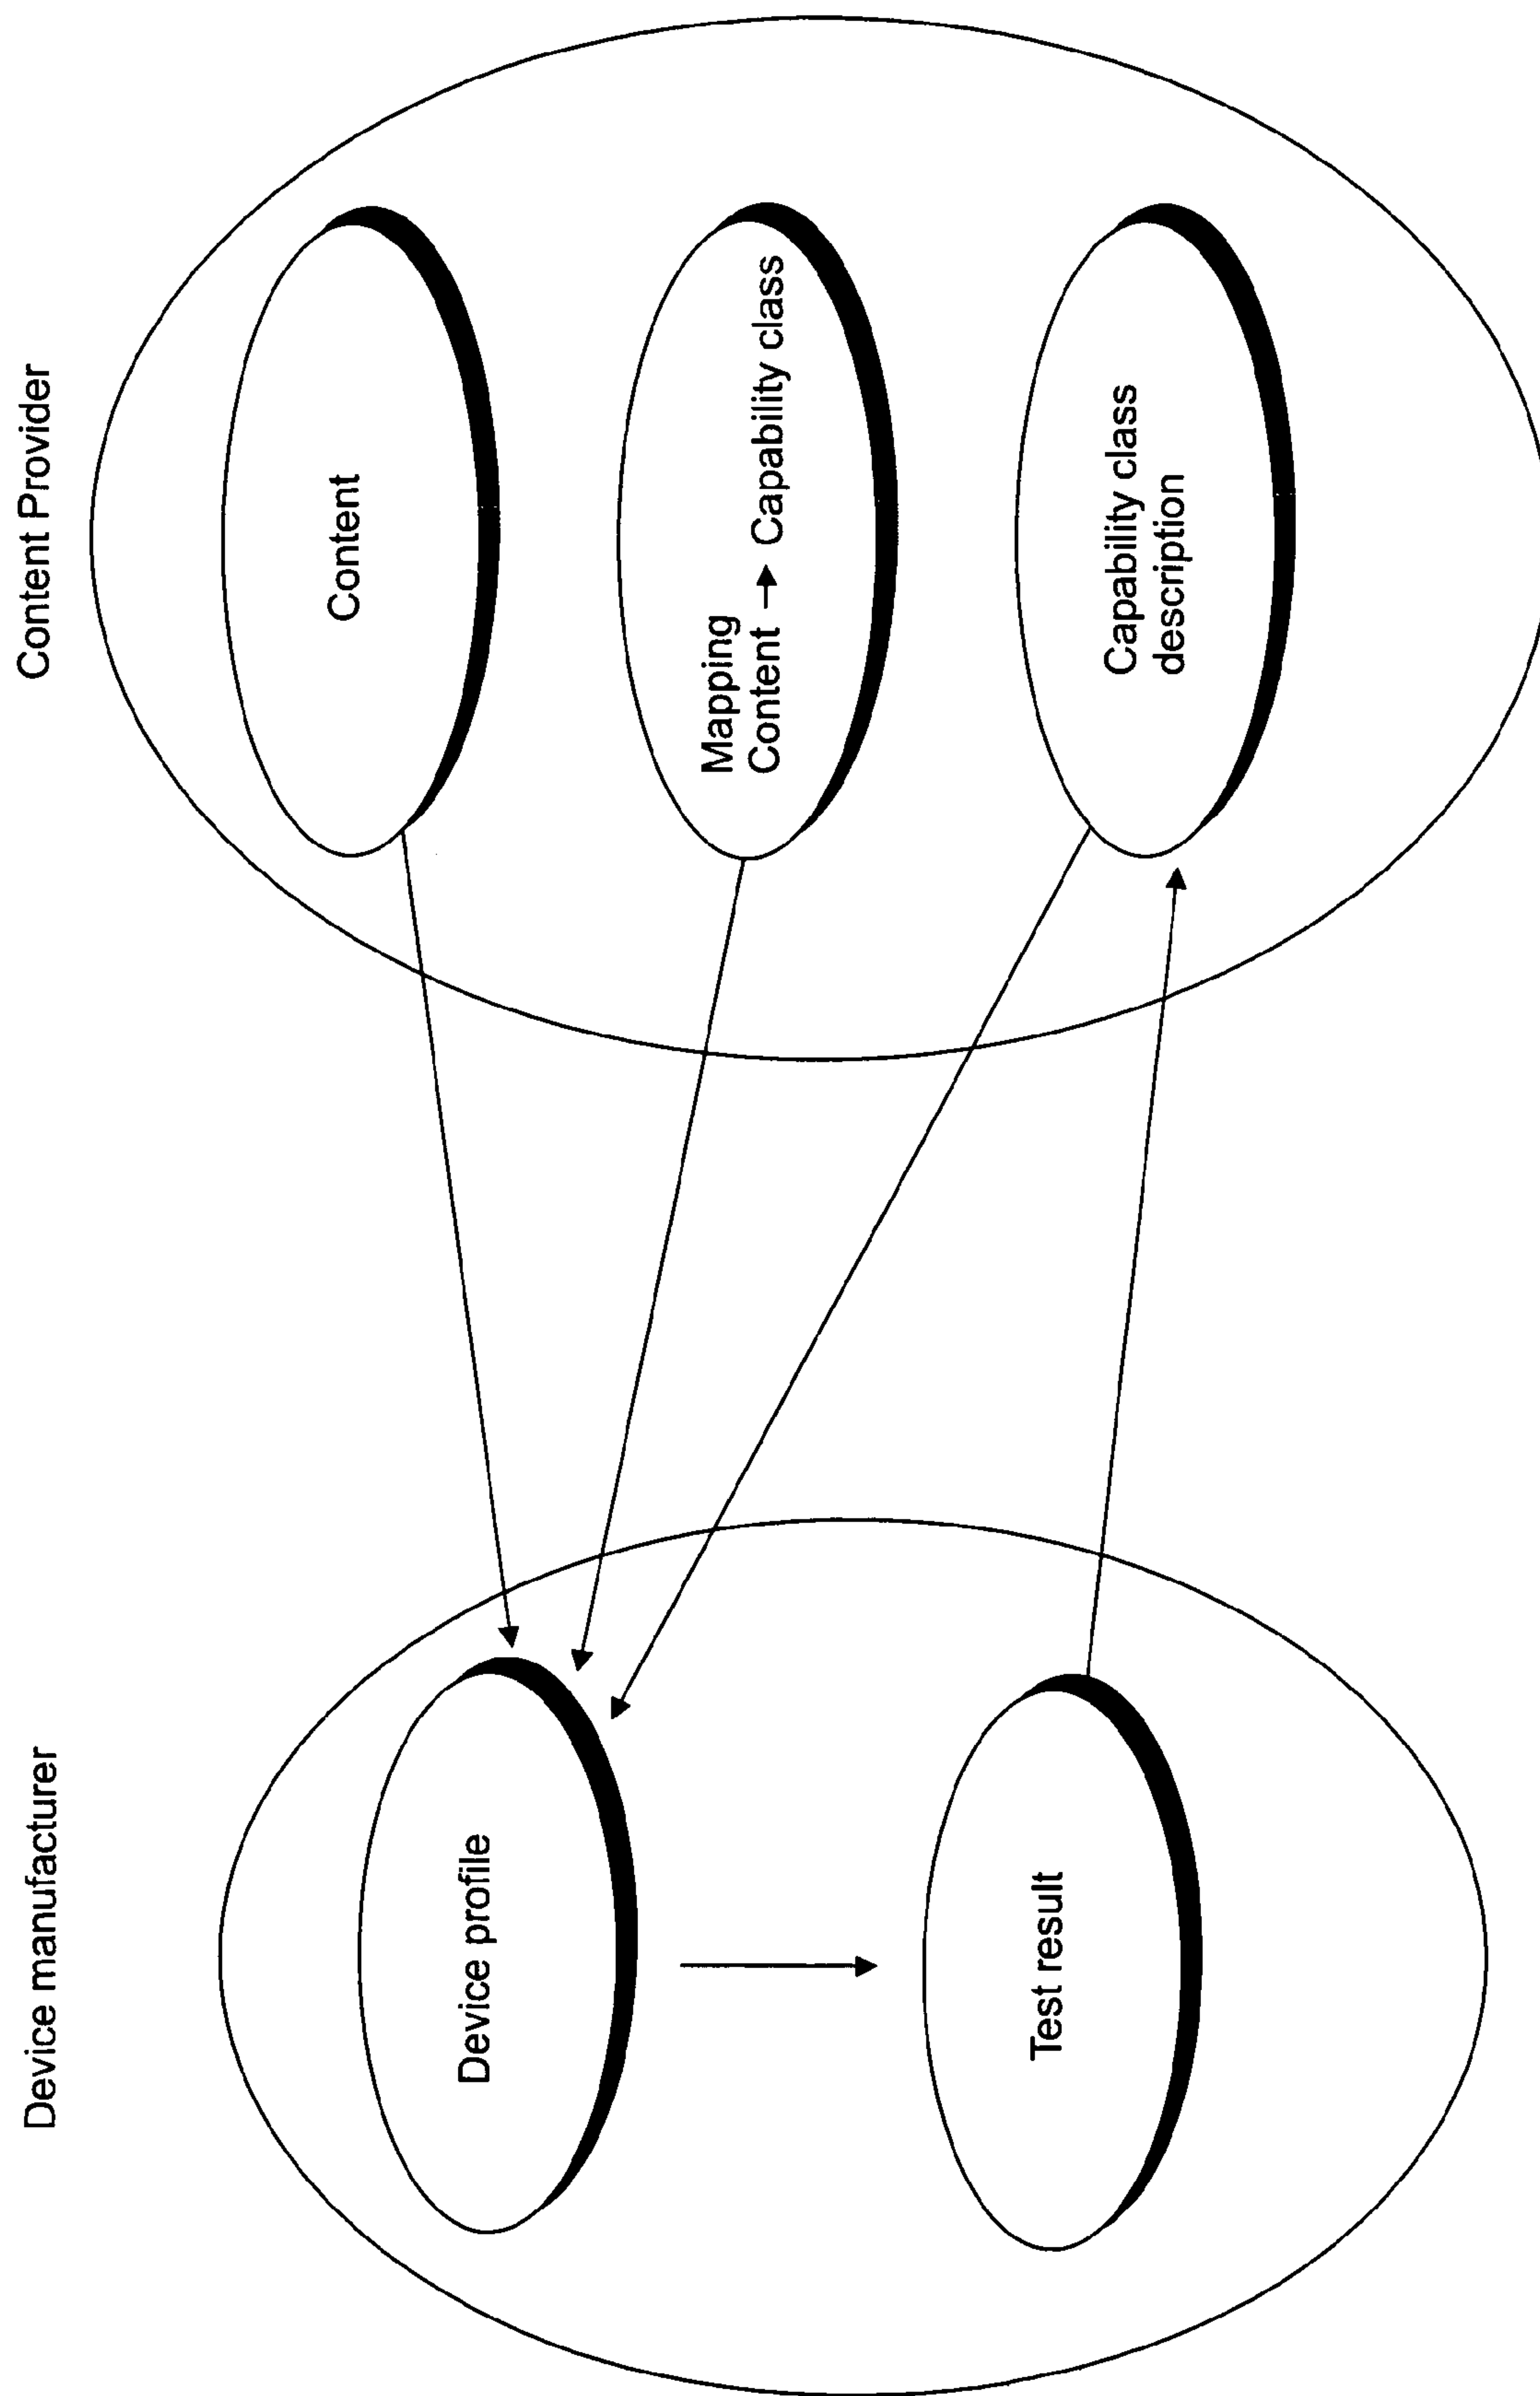 Device manufacturer
Device profile
Test result
Content Provider
Content
Mapping
Content → Capability class
Capability class
description